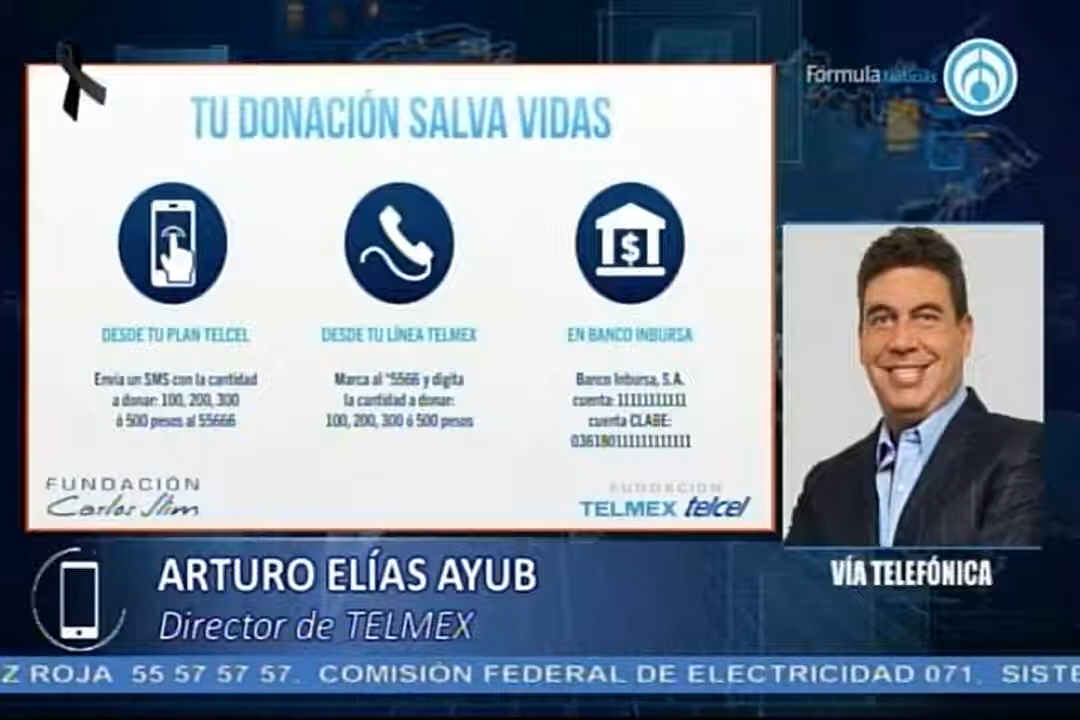 Fórmula noticias
TU DONACIÓN SALVA VIDAS
DESDE TU PLAN TELCEL
Envía un SMS con la cantidad
a donar: 100, 200, 300
ó 500 pesos al 55666
DESDE TU LÍNEA TELMEX
Marca al *5566 y digita
la cantidad a donar:
100, 200, 300 ó 500 pesos
EN BANCO INBURSA
Banco Inbursa, S.A.
cuenta: 11111111111
cuenta CLABE:
FUNDACIÓN
Carlos Slim
FUNDACIÓN
TELMEX telcel
VÍA TELEFÓNICA
ARTURO ELÍAS AYUB
Director de TELMEX
Z ROJA 55 57 57 57. COMISIÓN FEDERAL DE ELECTRICIDAD 071. SISTE